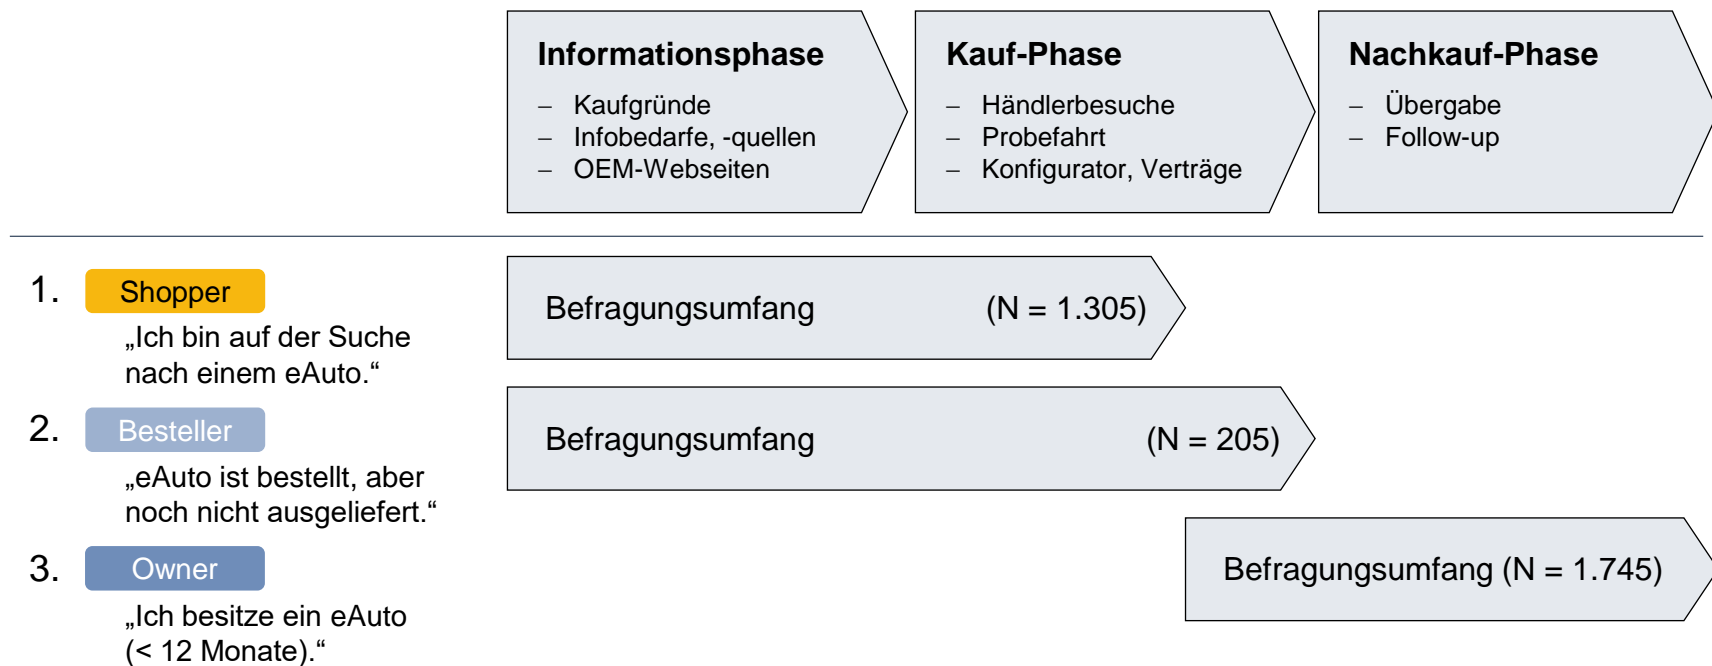 Informationsphase
– Kaufgründe
– Infobedarfe, -quellen
– OEM-Webseiten
Kauf-Phase
– Händlerbesuche
– Probefahrt
– Konfigurator, Verträge
Nachkauf-Phase
– Übergabe
– Follow-up
1. Shopper
„Ich bin auf der Suche
nach einem eAuto.“
Befragungsumfang (N = 1.305)
2. Besteller
„eAuto ist bestellt, aber
noch nicht ausgeliefert.“
Befragungsumfang (N = 205)
3. Owner
„Ich besitze ein eAuto
(< 12 Monate).“
Befragungsumfang (N = 1.745)